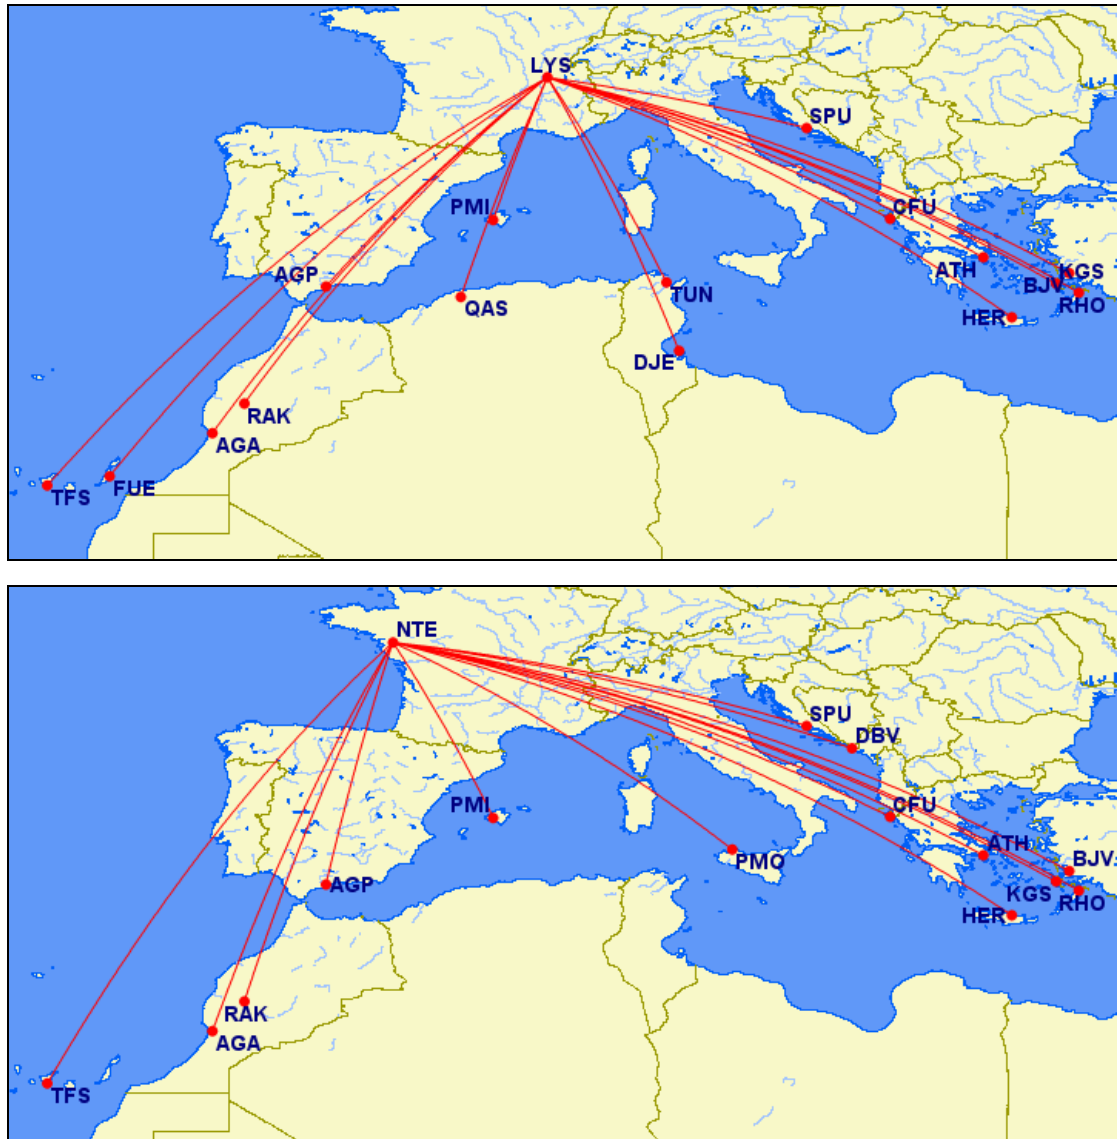 LYS
SPU
PMI
CFU
AGP
ATH
KGS
BJV
TUN
QAS
RHO
HER
DJE
RAK
AGA
TFS
FUE
NTE
SPU
DBV
PMI
CFU
ATH
PMO
BJV
AGP
KGS
RHO
HER
RAK
AGA
TFS